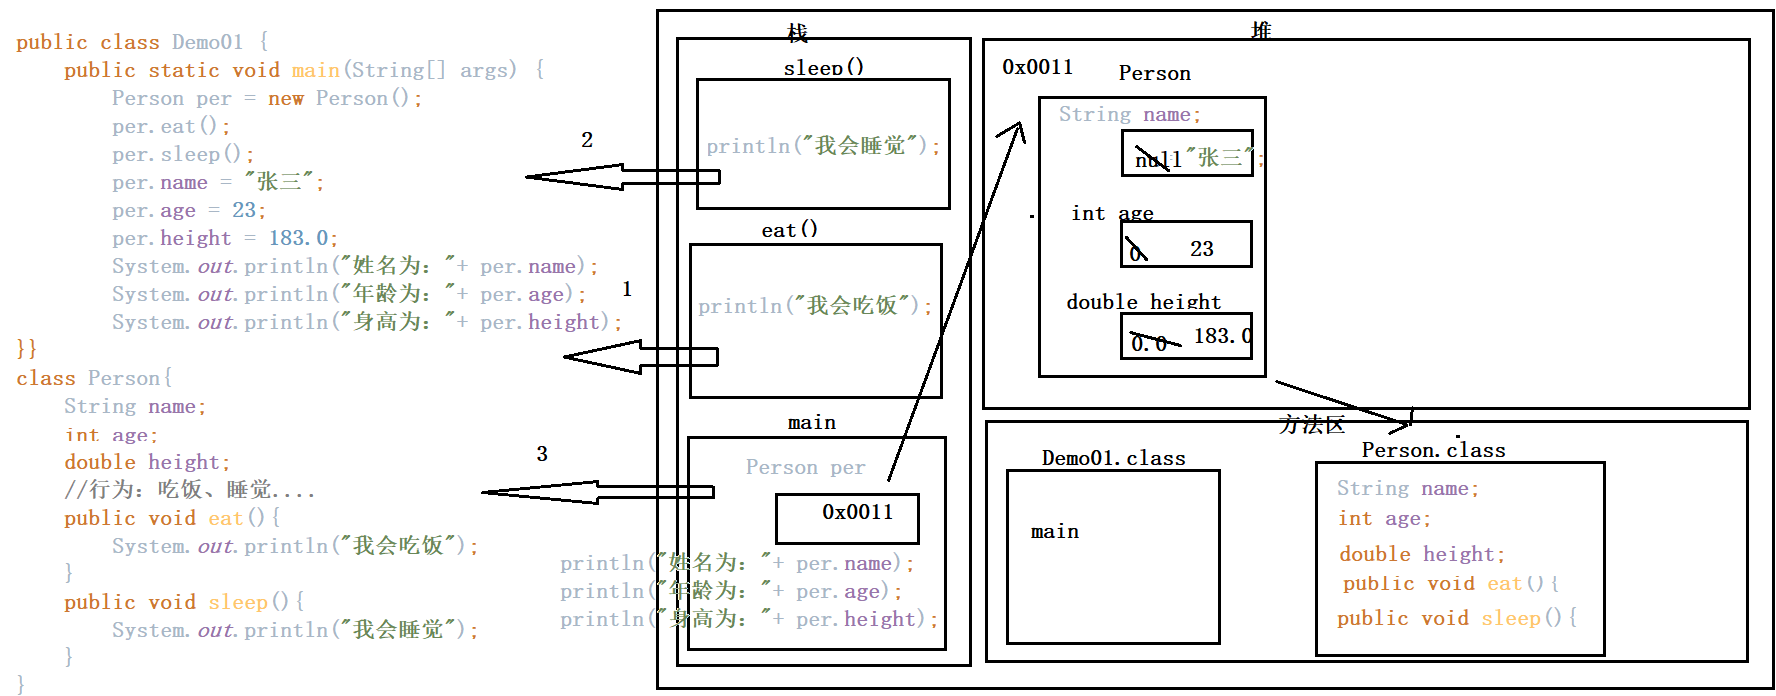 public class Demo01 {
public static void main(String[] args) {
Person per = new Person();
per.eat();
per.sleep();
per.name = "张三";
per.age = 23;
per.height = 183.0;
System.out.println("姓名为："+ per.name);
System.out.println("年龄为："+ per.age);
System.out.println("身高为："+ per.height);
}}
class Person{
String name;
int age;
double height;
//行为：吃饭、睡觉....
public void eat(){
System.out.println("我会吃饭");
}
public void sleep(){
System.out.println("我会睡觉");
}
}
2
1
3
栈
sleep()
println("我会睡觉");
eat()
println("我会吃饭");
main
Person per
0x0011
println("姓名为："+ per.name);
println("年龄为："+ per.age);
println("身高为："+ per.height);
堆
0x0011
Person
String name;
null "张三";
int age
0 23
double height
0.0 183.0
方法区
Demo01.class
main
Person.class
String name;
int age;
double height;
public void eat(){
public void sleep(){